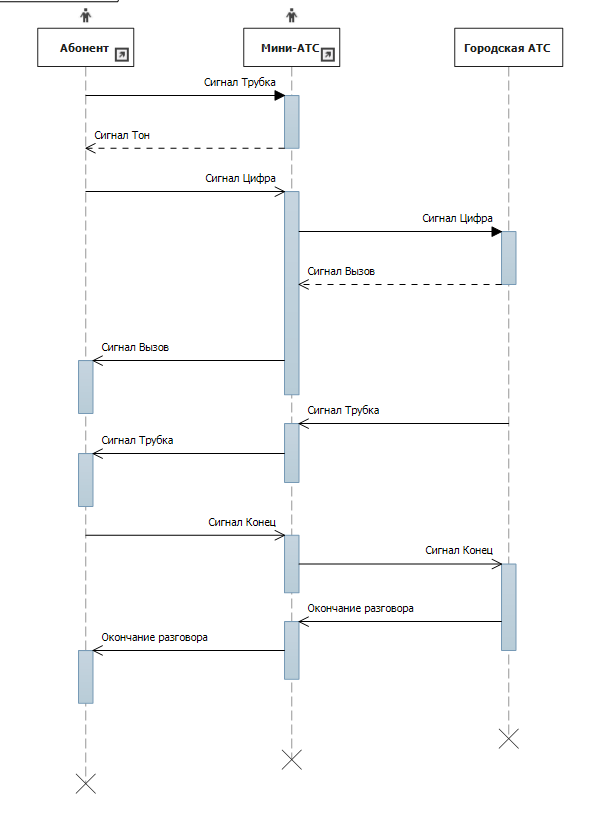 Абонент
Мини-АТС
Городская АТС
Сигнал Трубка
Сигнал Тон
Сигнал Цифра
Сигнал Цифра
Сигнал Вызов
Сигнал Вызов
Сигнал Трубка
Сигнал Трубка
Сигнал Конец
Сигнал Конец
Окончание разговора
Окончание разговора